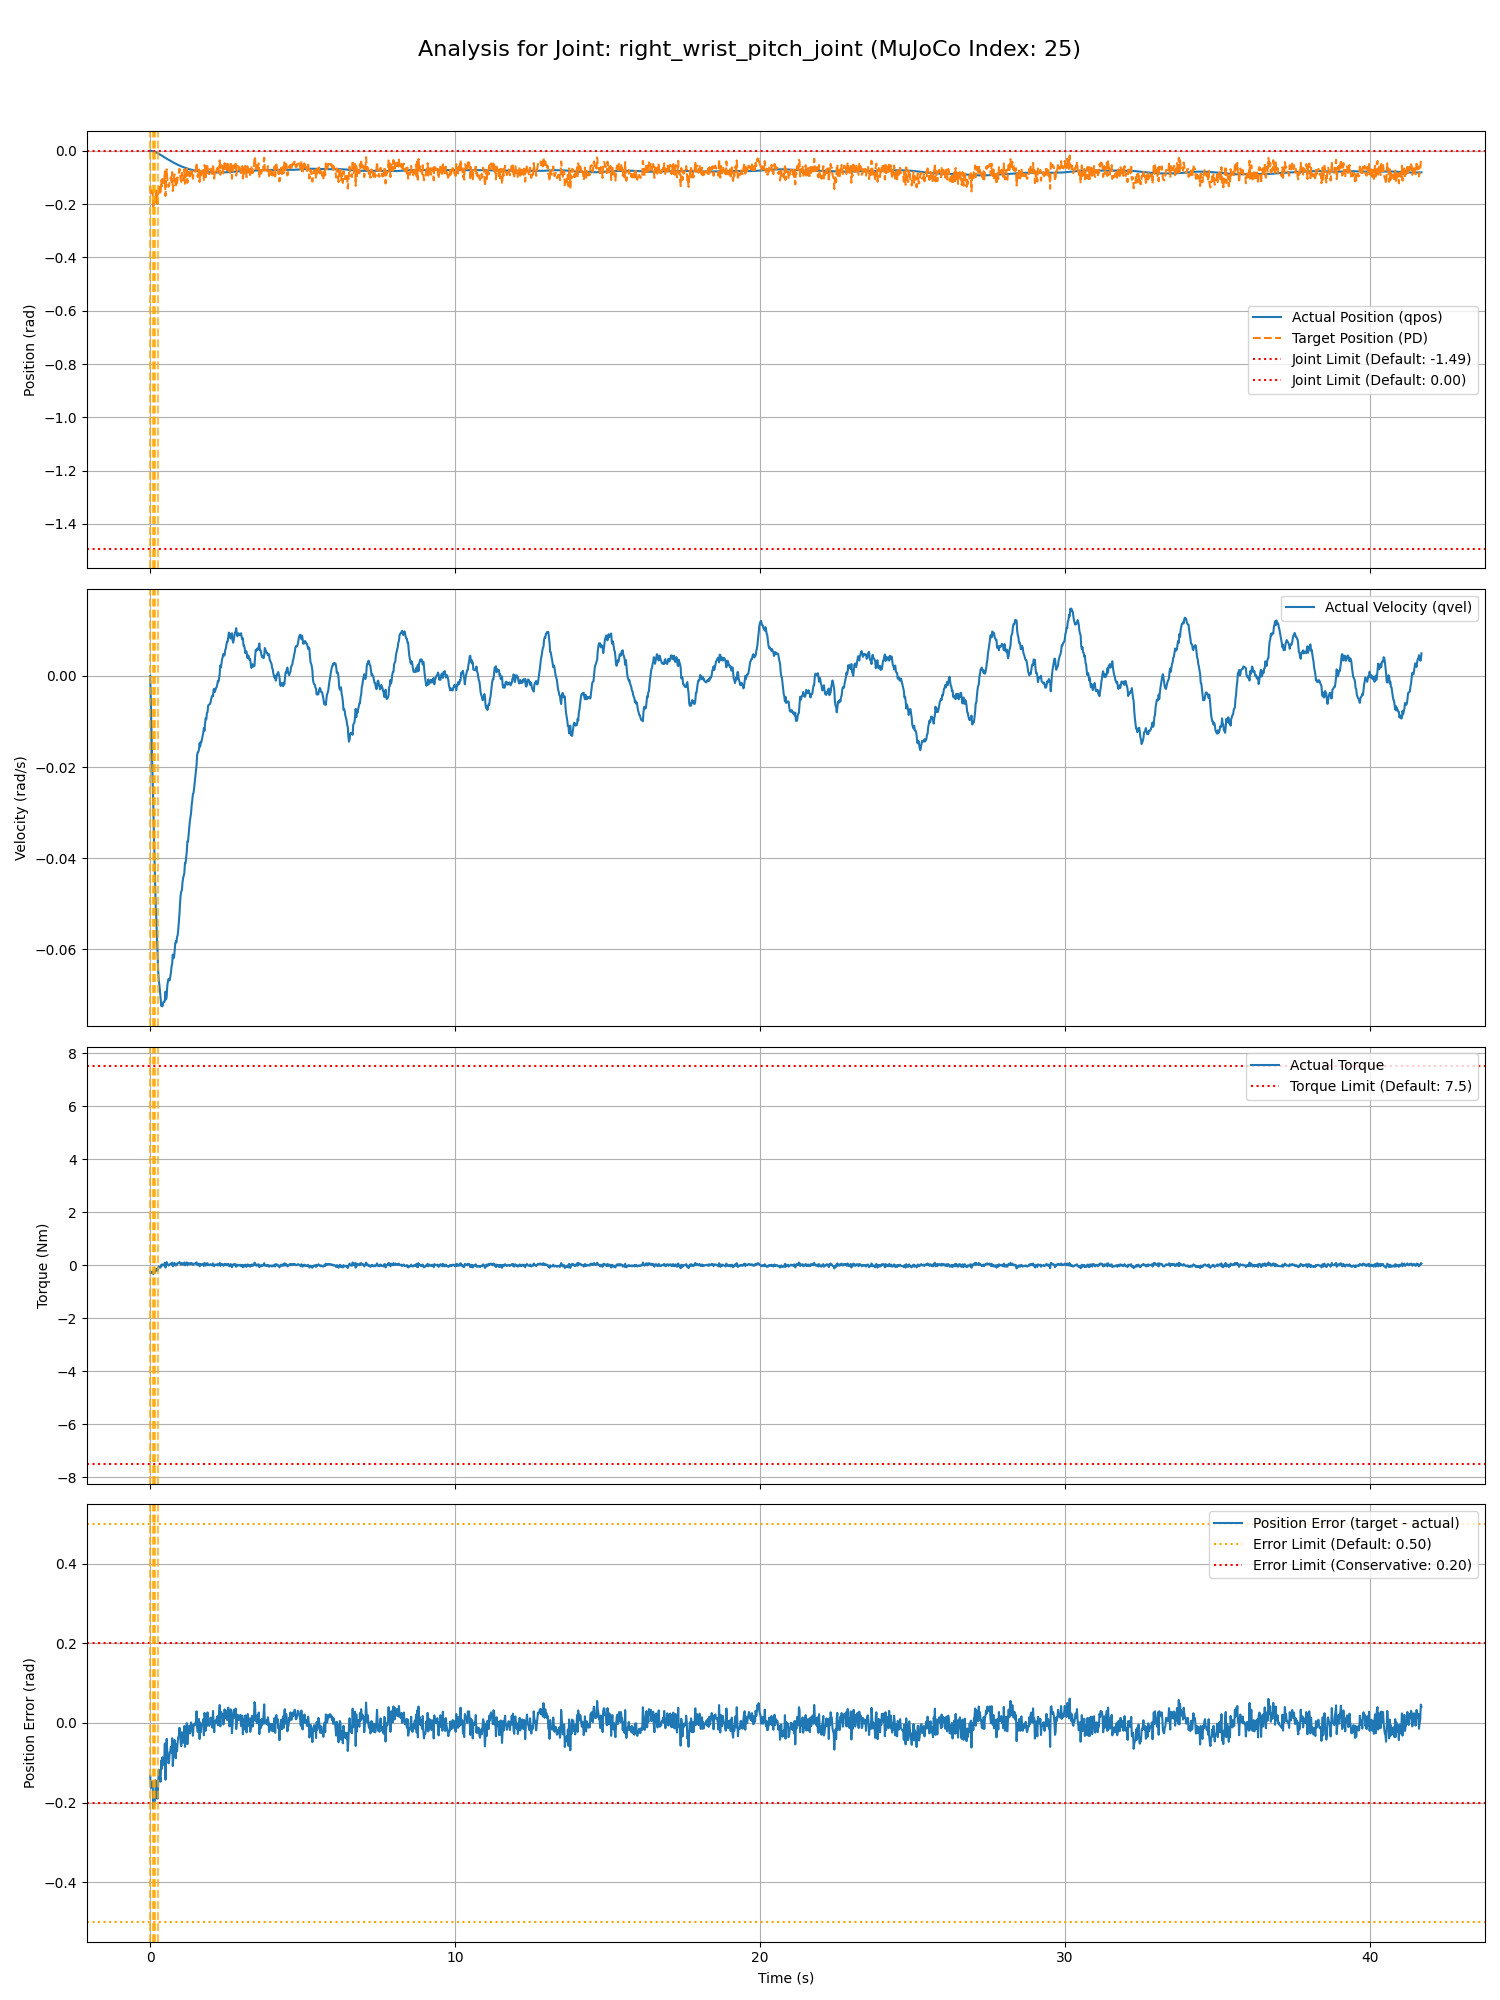 Analysis for Joint: right_wrist_pitch_joint (MuJoCo Index: 25)
0.0
−0.2
−0.4
−0.6
−0.8
−1.0
−1.2
−1.4
Position (rad)
Actual Position (qpos)
Target Position (PD)
Joint Limit (Default: -1.49)
Joint Limit (Default: 0.00)
0.00
−0.02
−0.04
−0.06
Velocity (rad/s)
Actual Velocity (qvel)
8
6
4
2
0
−2
−4
−6
−8
Torque (Nm)
Actual Torque
Torque Limit (Default: 7.5)
0.4
0.2
0.0
−0.2
−0.4
Position Error (rad)
Position Error (target - actual)
Error Limit (Default: 0.50)
Error Limit (Conservative: 0.20)
0
10
20
30
40
Time (s)